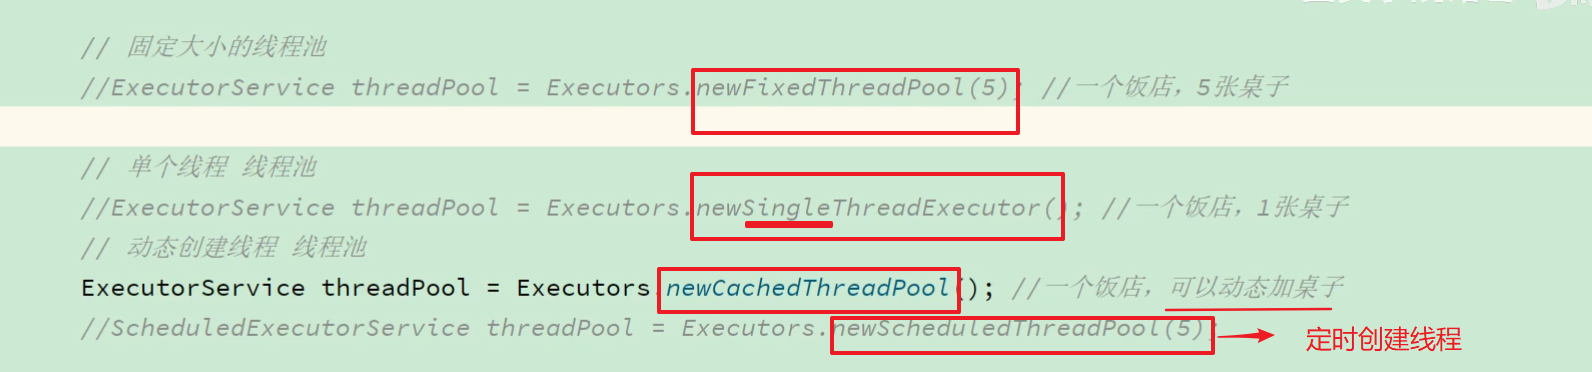 // 固定大小的线程池
//ExecutorService threadPool = Executors.newFixedThreadPool(5); //一个饭店，5张桌子
// 单个线程 线程池
//ExecutorService threadPool = Executors.newSingleThreadExecutor(); //一个饭店，1张桌子
// 动态创建线程 线程池
ExecutorService threadPool = Executors.newCachedThreadPool(); //一个饭店，可以动态加桌子
//ScheduledExecutorService threadPool = Executors.newScheduledThreadPool(5);
定时创建线程